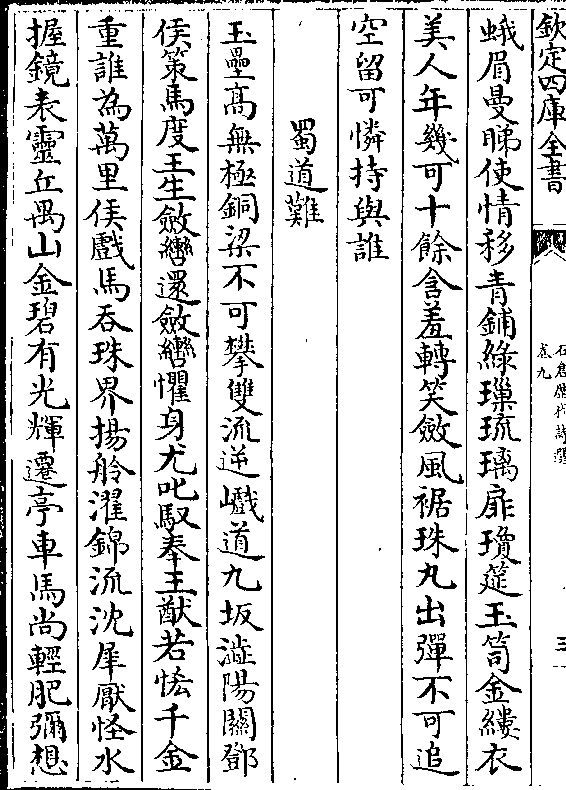 欽定四庫全書
石倉歷代詩選
卷九
三
蛾眉曼睇使情移青鋪綠璅琉璃扉瓊筵玉笥金縷衣
美人年幾可十餘含羞轉笑斂風裾珠丸出彈不可追
空留可憐持與誰
蜀道難
玉壘高無極銅梁不可攀雙流逆巇道九坂澁陽關鄧
侯策馬度王生斂轡還斂轡懼身尤叱馭奉王猷若悋千金
重誰為萬里侯戲馬吞珠界揚舲濯錦流沈犀厭怪水
握鏡表靈丘禺山金碧有光輝遷亭車馬尚輕肥彌想